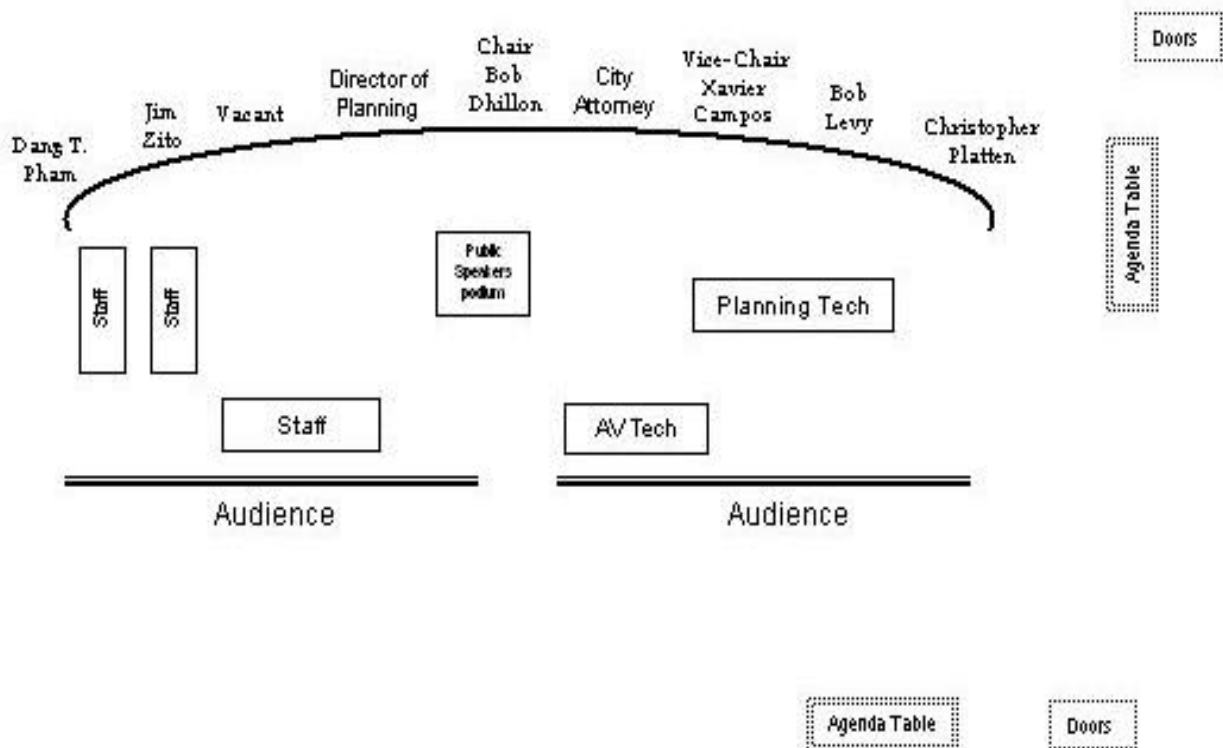 Doors
Chair
Bob
Dhillon
Vice-Chair
Xavier
Campos
Director of
Planning
City
Attorney
Jim
Zito
Vacant
Bob
Levy
Dang T.
Pham
Christopher
Platten
Agenda Table
Staff
Staff
Public
Speakers
podium
Planning Tech
Staff
AV Tech
Audience
Audience
Agenda Table
Doors